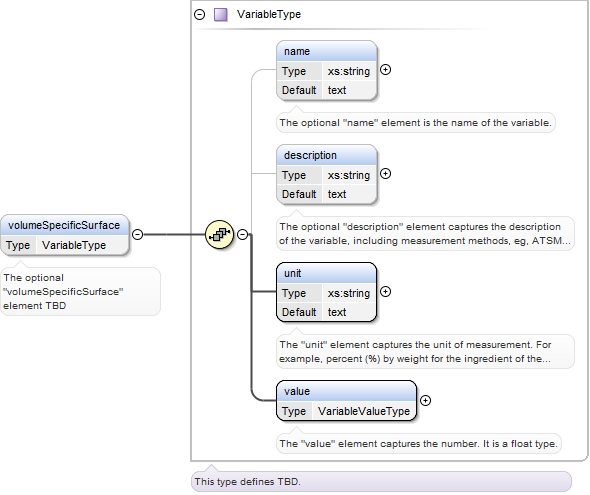 VariableType
name
Type xs:string
Default text
The optional "name" element is the name of the variable.
description
Type xs:string
Default text
The optional "description" element captures the description
of the variable, including measurement methods, eg, ATSM...
volumeSpecificSurface
Type VariableType
The optional
"volumeSpecificSurface"
element TBD
unit
Type xs:string
Default text
The "unit" element captures the unit of measurement. For
example, percent (%) by weight for the ingredient of the...
value
Type VariableValueType
The "value" element captures the number. It is a float type.
This type defines TBD.